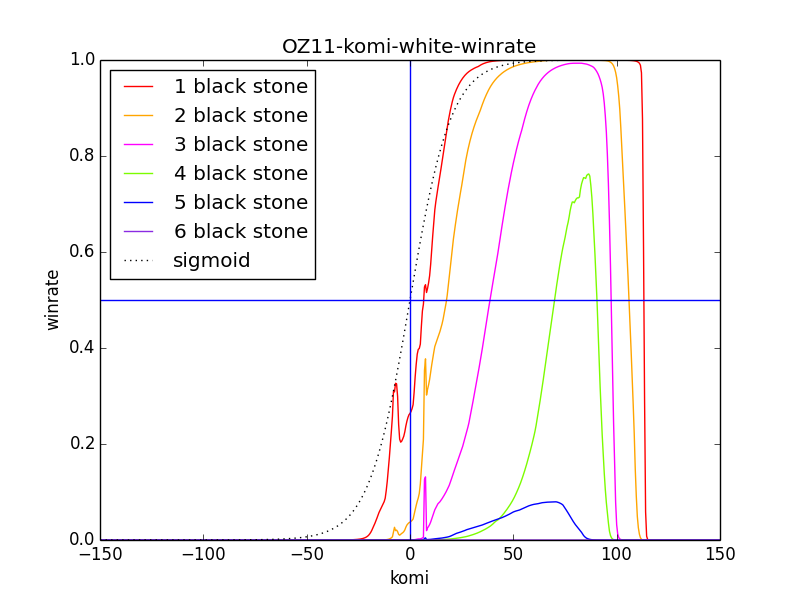 OZ11-komi-white-winrate
1.0
0.8
0.6
0.4
0.2
0.0
winrate
1 black stone
2 black stone
3 black stone
4 black stone
5 black stone
6 black stone
sigmoid
−150 −100 −50 0 50 100 150
komi